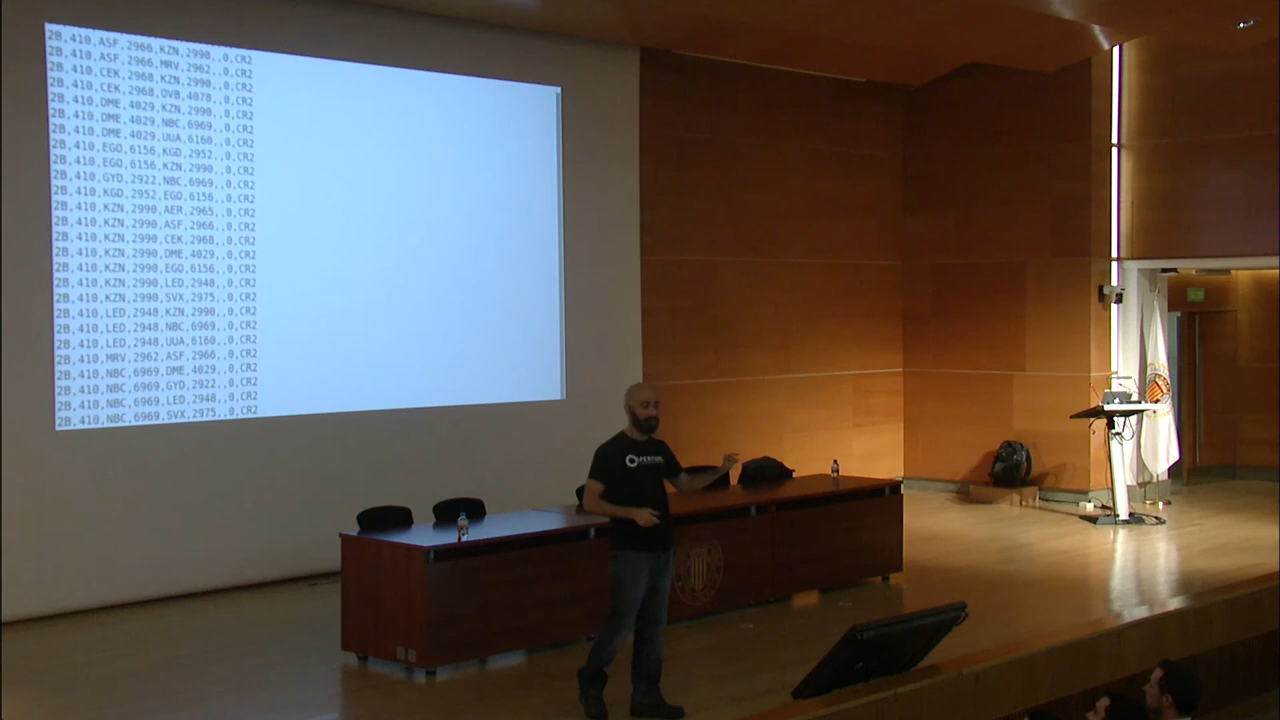 2B,410,ASF,2966,KZN,2990,,0,CR2
2B,410,ASF,2966,MRV,2962,,0,CR2
2B,410,CEK,2968,KZN,2990,,0,CR2
2B,410,CEK,2968,OVB,4078,,0,CR2
2B,410,DME,4029,KZN,2990,,0,CR2
2B,410,DME,4029,NBC,6969,,0,CR2
2B,410,DME,4029,UUA,6160,,0,CR2
2B,410,EGO,6156,KGD,2952,,0,CR2
2B,410,EGO,6156,KZN,2990,,0,CR2
2B,410,GYD,2922,NBC,6969,,0,CR2
2B,410,KGD,2952,EGO,6156,,0,CR2
2B,410,KZN,2990,AER,2965,,0,CR2
2B,410,KZN,2990,ASF,2966,,0,CR2
2B,410,KZN,2990,CEK,2968,,0,CR2
2B,410,KZN,2990,DME,4029,,0,CR2
2B,410,KZN,2990,EGO,6156,,0,CR2
2B,410,KZN,2990,LED,2948,,0,CR2
2B,410,KZN,2990,SVX,2975,,0,CR2
2B,410,LED,2948,KZN,2990,,0,CR2
2B,410,LED,2948,NBC,6969,,0,CR2
2B,410,LED,2948,UUA,6160,,0,CR2
2B,410,MRV,2962,ASF,2966,,0,CR2
2B,410,NBC,6969,DME,4029,,0,CR2
2B,410,NBC,6969,GYD,2922,,0,CR2
2B,410,NBC,6969,LED,2948,,0,CR2
2B,410,NBC,6969,SVX,2975,,0,CR2